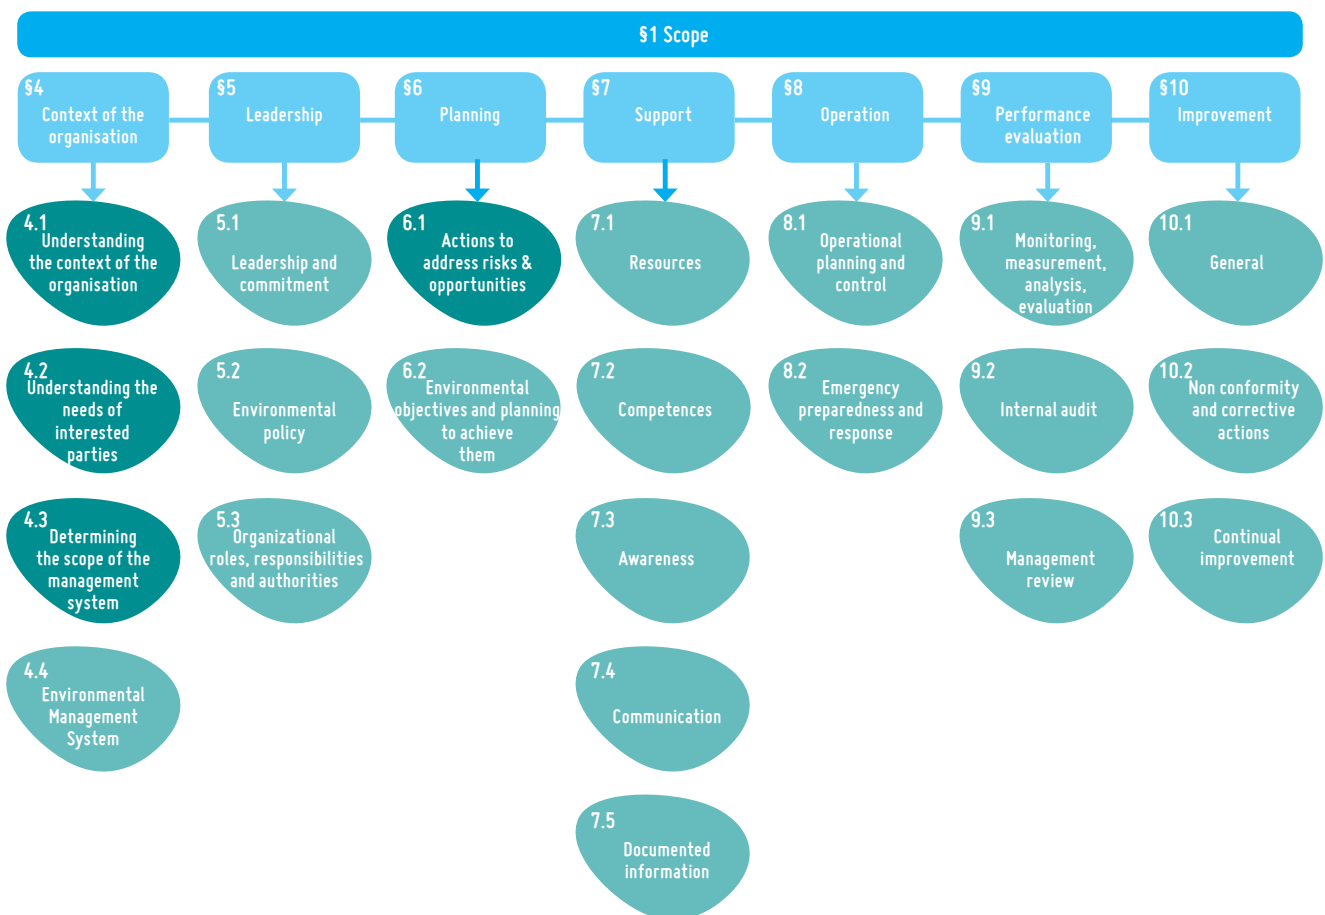 §1 Scope
§4
Context of the
organisation
§5
Leadership
§6
Planning
§7
Support
§8
Operation
§9
Performance
evaluation
§10
Improvement
4.1
Understanding
the context of the
organisation
4.2
Understanding the
needs of
interested
parties
4.3
Determining
the scope of the
management
system
4.4
Environmental
Management
System
5.1
Leadership and
commitment
5.2
Environmental
policy
5.3
Organizational
roles, responsibilities
and authorities
6.1
Actions to
address risks &
opportunities
6.2
Environmental
objectives and planning
to achieve
them
7.1
Resources
7.2
Competences
7.3
Awareness
7.4
Communication
7.5
Documented
information
8.1
Operational
planning and
control
8.2
Emergency
preparedness and
response
9.1
Monitoring,
measurement,
analysis,
evaluation
9.2
Internal audit
9.3
Management
review
10.1
General
10.2
Non conformity
and corrective
actions
10.3
Continual
improvement